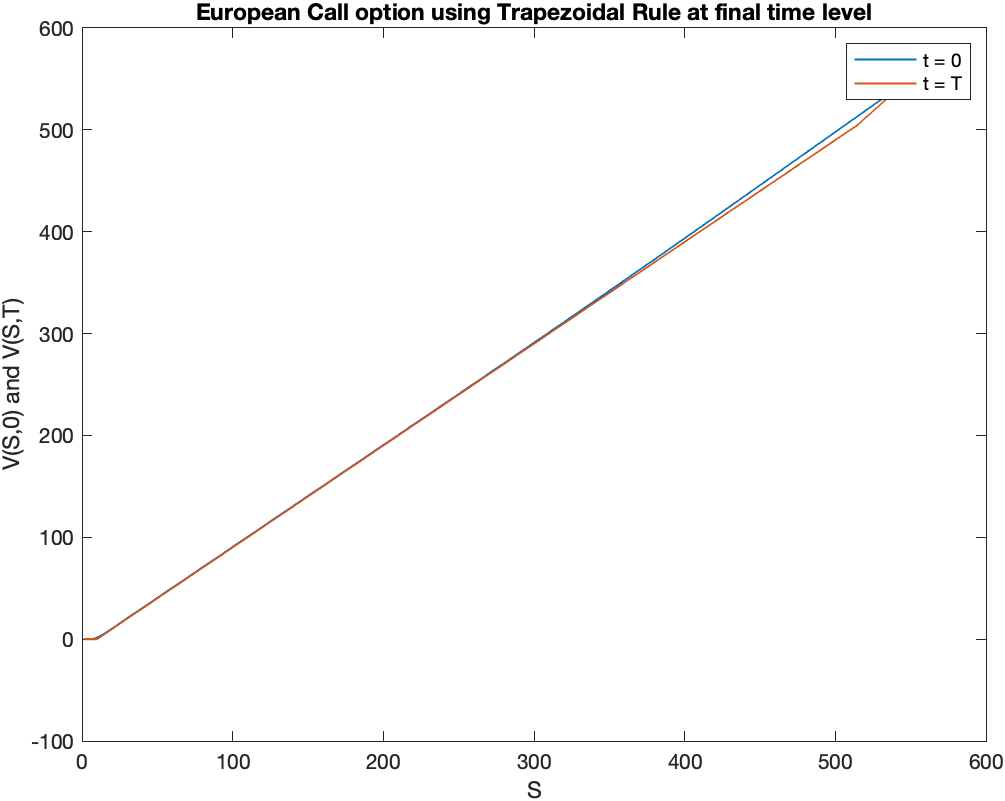 European Call option using Trapezoidal Rule at final time level
t = 0
t = T
V(S,0) and V(S,T)
600
500
400
300
200
100
0
-100
0 100 200 300 400 500 600
S